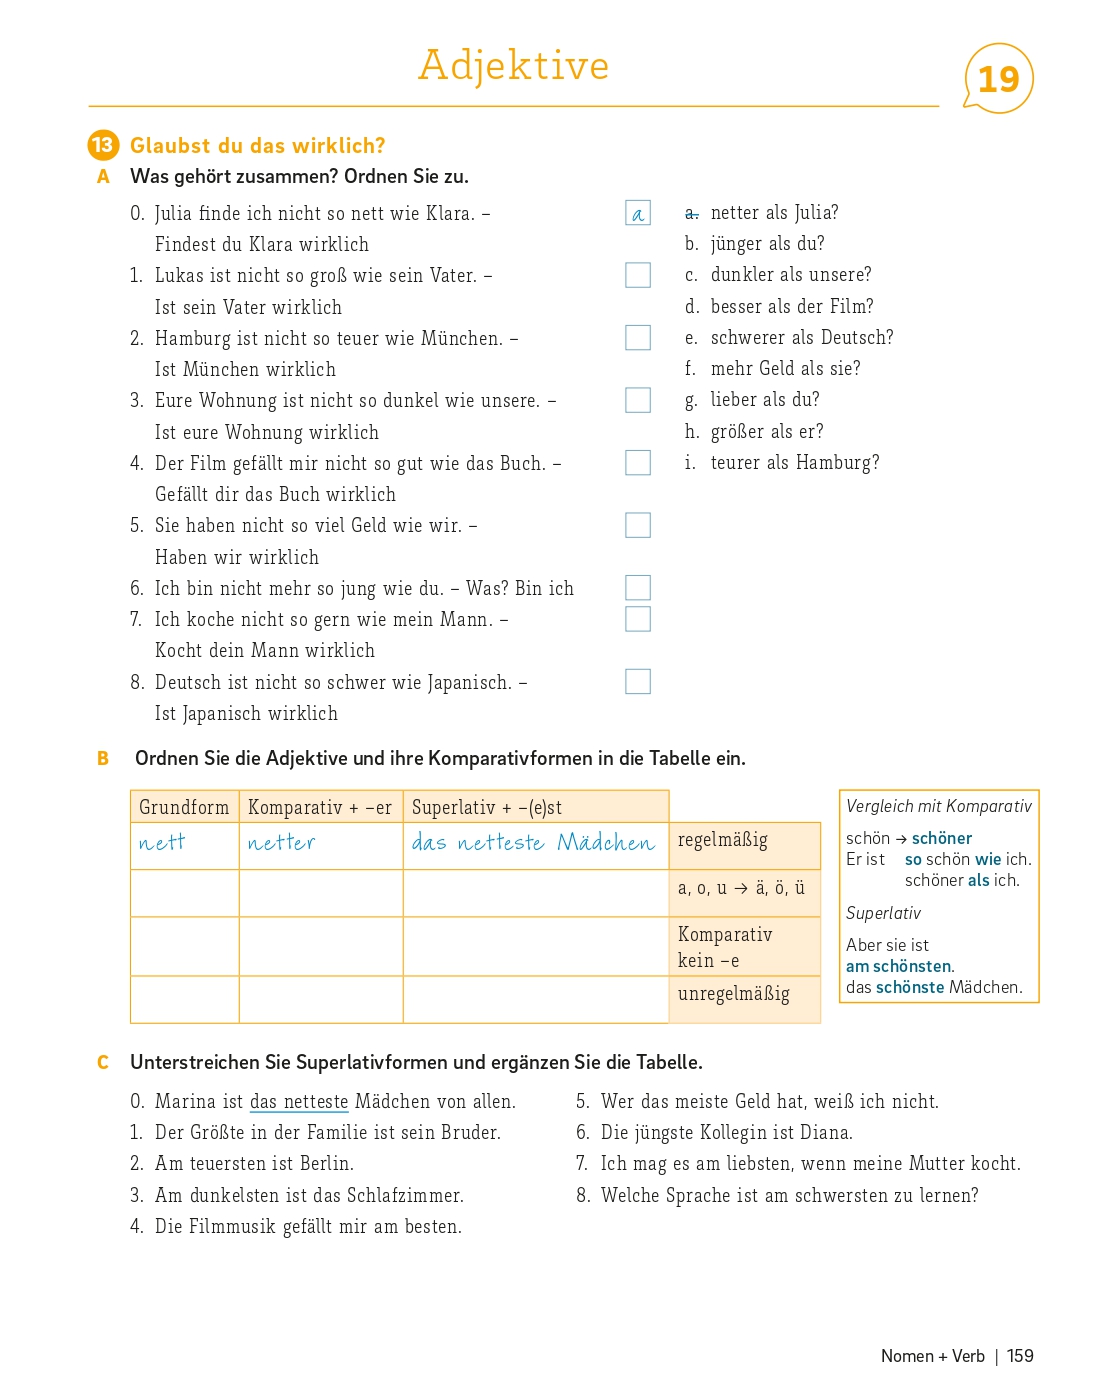 Adjektive
19
13 Glaubst du das wirklich?
A Was gehört zusammen? Ordnen Sie zu.
0. Julia finde ich nicht so nett wie Klara. –
Findest du Klara wirklich
1. Lukas ist nicht so groß wie sein Vater. –
Ist sein Vater wirklich
2. Hamburg ist nicht so teuer wie München. –
Ist München wirklich
3. Eure Wohnung ist nicht so dunkel wie unsere. –
Ist eure Wohnung wirklich
4. Der Film gefällt mir nicht so gut wie das Buch. –
Gefällt dir das Buch wirklich
5. Sie haben nicht so viel Geld wie wir. –
Haben wir wirklich
6. Ich bin nicht mehr so jung wie du. – Was? Bin ich
7. Ich koche nicht so gern wie mein Mann. –
Kocht dein Mann wirklich
8. Deutsch ist nicht so schwer wie Japanisch. –
Ist Japanisch wirklich
a
a. netter als Julia?
b. jünger als du?
c. dunkler als unsere?
d. besser als der Film?
e. schwerer als Deutsch?
f. mehr Geld als sie?
g. lieber als du?
h. größer als er?
i. teurer als Hamburg?
B Ordnen Sie die Adjektive und ihre Komparativformen in die Tabelle ein.
Grundform Komparativ + –er Superlativ + –(e)st
nett netter das netteste Mädchen regelmäßig
a, o, u → ä, ö, ü
Komparativ
kein –e
unregelmäßig
Vergleich mit Komparativ
schön → schöner
Er ist so schön wie ich.
schöner als ich.
Superlativ
Aber sie ist
am schönsten.
das schönste Mädchen.
C Unterstreichen Sie Superlativformen und ergänzen Sie die Tabelle.
0. Marina ist das netteste Mädchen von allen.
1. Der Größte in der Familie ist sein Bruder.
2. Am teuersten ist Berlin.
3. Am dunkelsten ist das Schlafzimmer.
4. Die Filmmusik gefällt mir am besten.
5. Wer das meiste Geld hat, weiß ich nicht.
6. Die jüngste Kollegin ist Diana.
7. Ich mag es am liebsten, wenn meine Mutter kocht.
8. Welche Sprache ist am schwersten zu lernen?
Nomen + Verb | 159